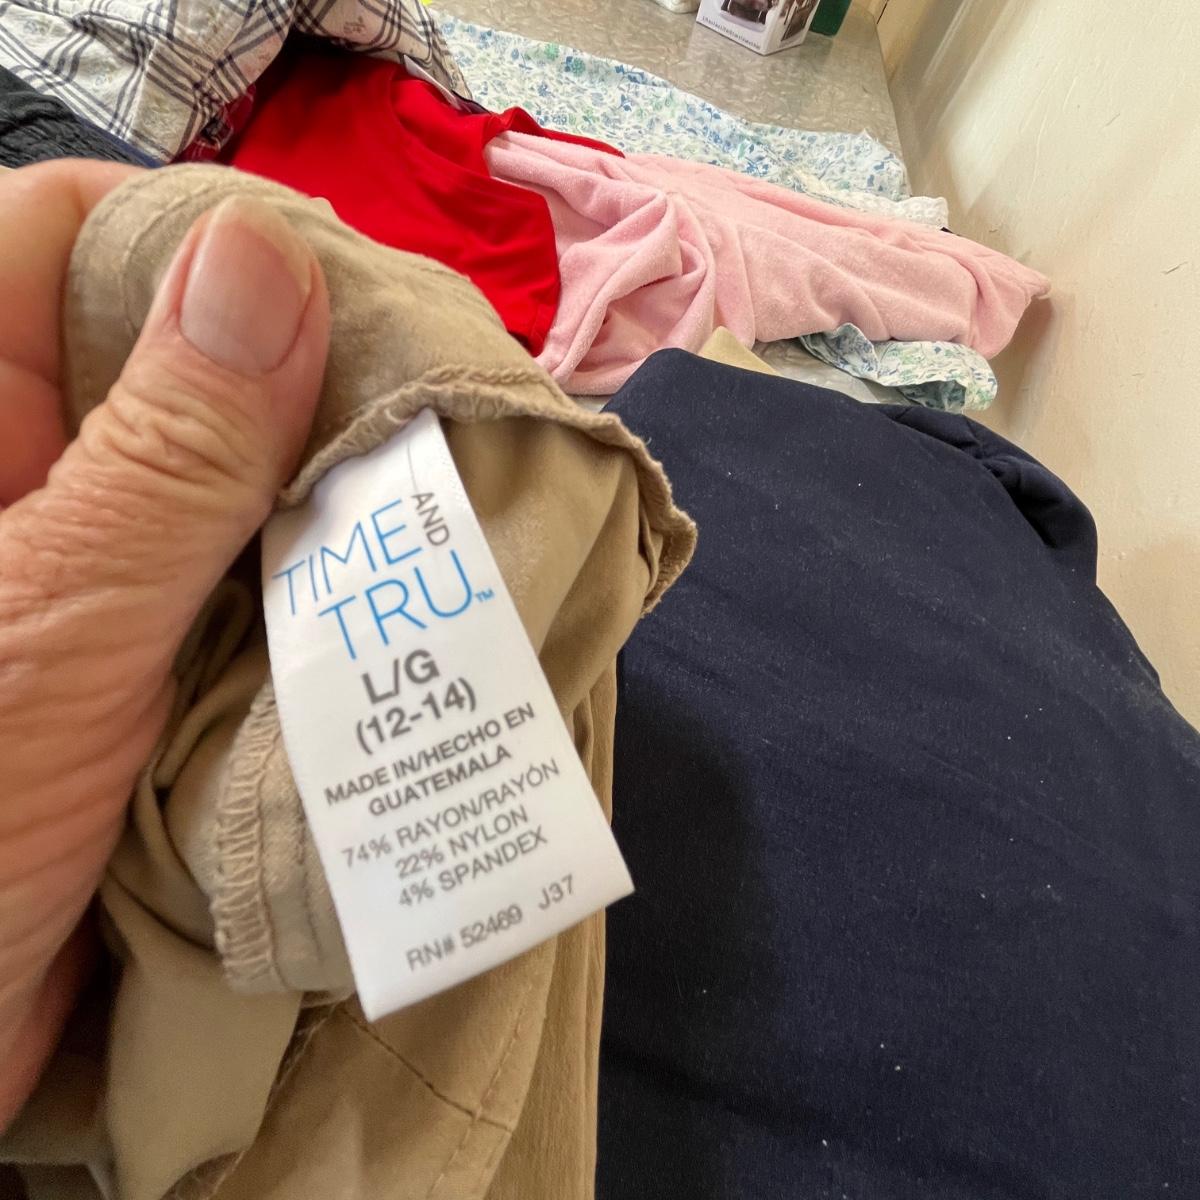 TIME AND
TRU™
L/G
(12-14)
MADE IN/HECHO EN
GUATEMALA
74% RAYON/RAYÓN
22% NYLON
4% SPANDEX
RN# 52469 J37